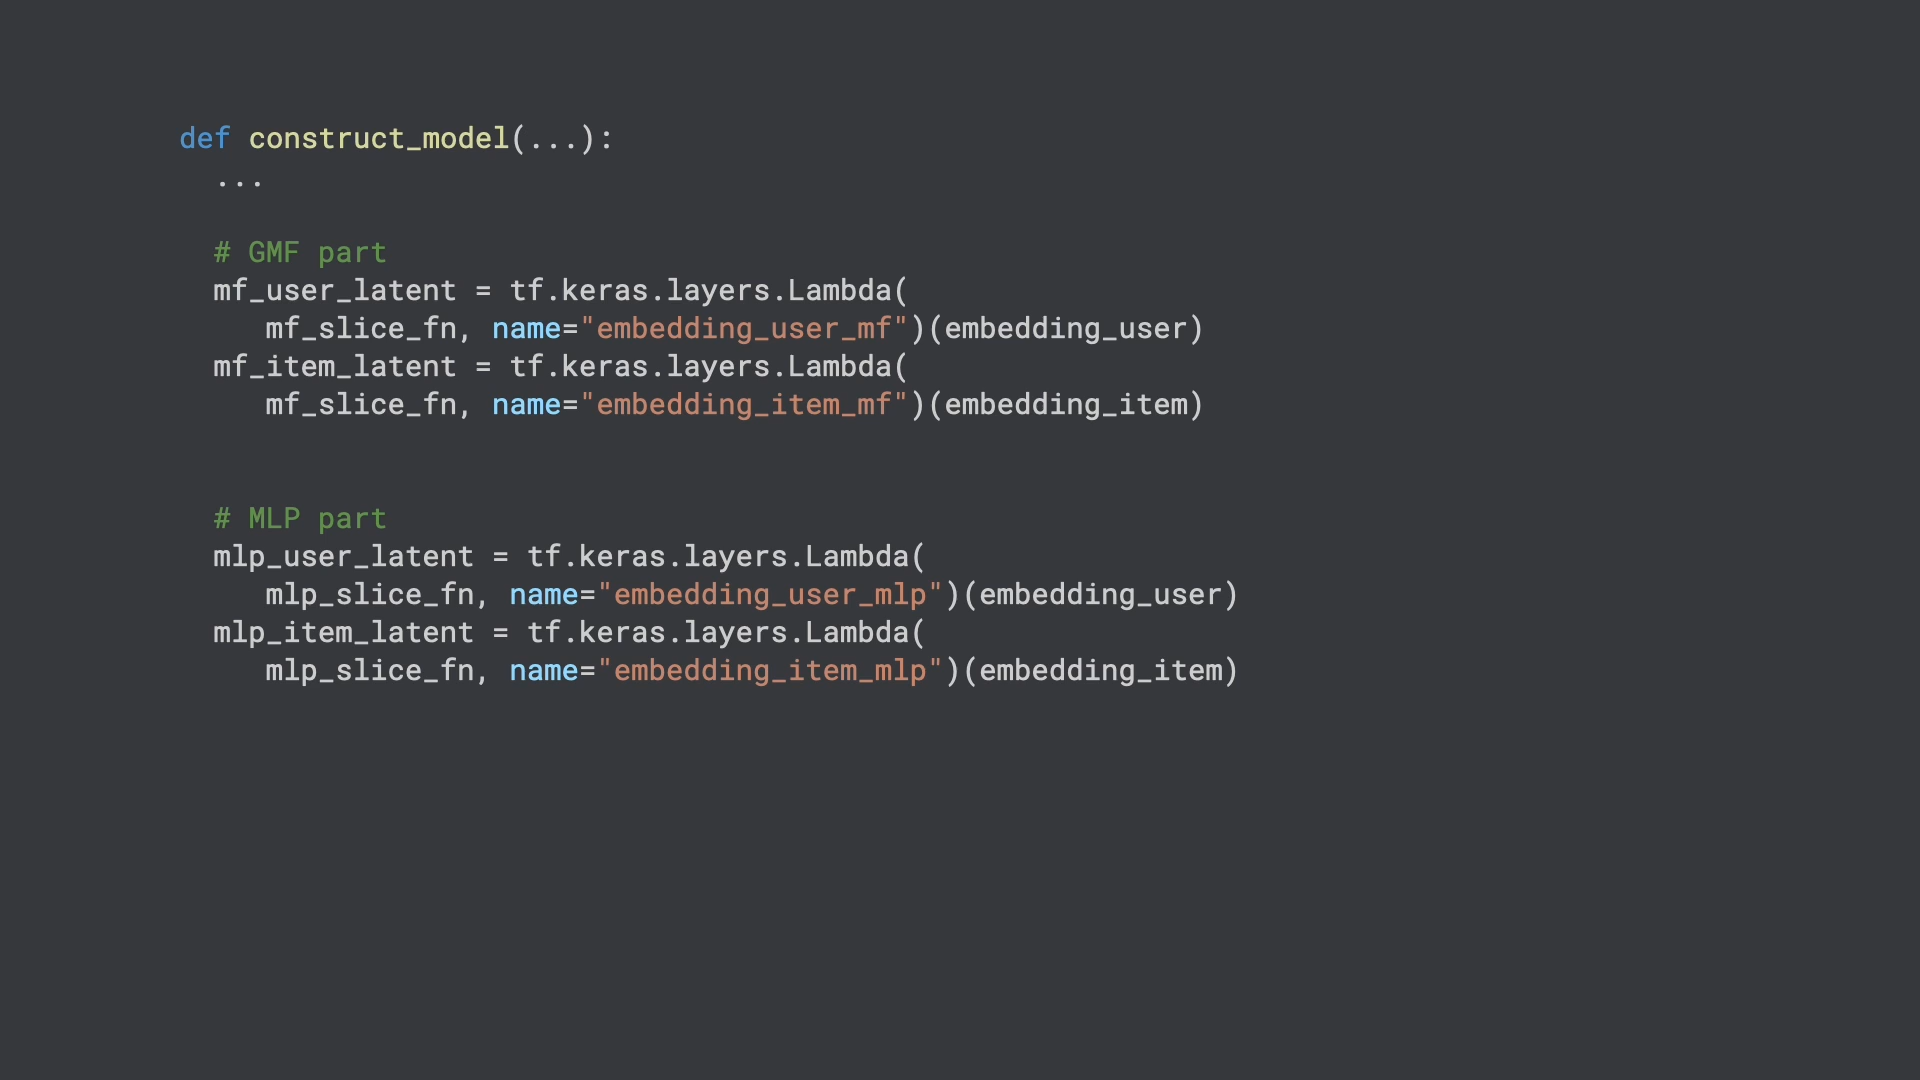 def construct_model(...):
...
# GMF part
mf_user_latent = tf.keras.layers.Lambda(
mf_slice_fn, name="embedding_user_mf")(embedding_user)
mf_item_latent = tf.keras.layers.Lambda(
mf_slice_fn, name="embedding_item_mf")(embedding_item)
# MLP part
mlp_user_latent = tf.keras.layers.Lambda(
mlp_slice_fn, name="embedding_user_mlp")(embedding_user)
mlp_item_latent = tf.keras.layers.Lambda(
mlp_slice_fn, name="embedding_item_mlp")(embedding_item)